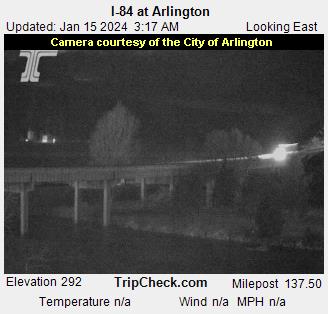 I-84 at Arlington
Updated: Jan 15 2024 3:17 AM Looking East
Camera courtesy of the City of Arlington
Elevation 292 TripCheck.com Milepost 137.50
Temperature n/a Wind n/a MPH n/a